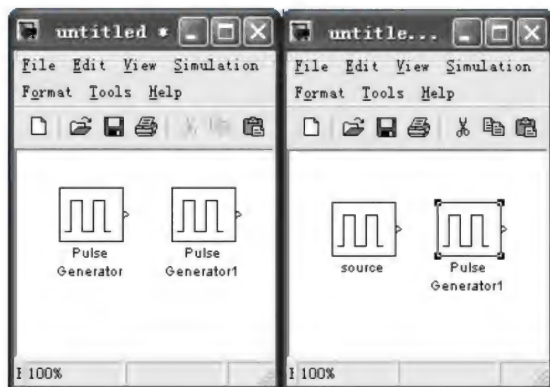 untitled *
File Edit View Simulation
Format Tools Help
Pulse
Generator
Pulse
Generator1
100%
untitle...
File Edit View Simulation
Format Tools Help
source
Pulse
Generator1
100%